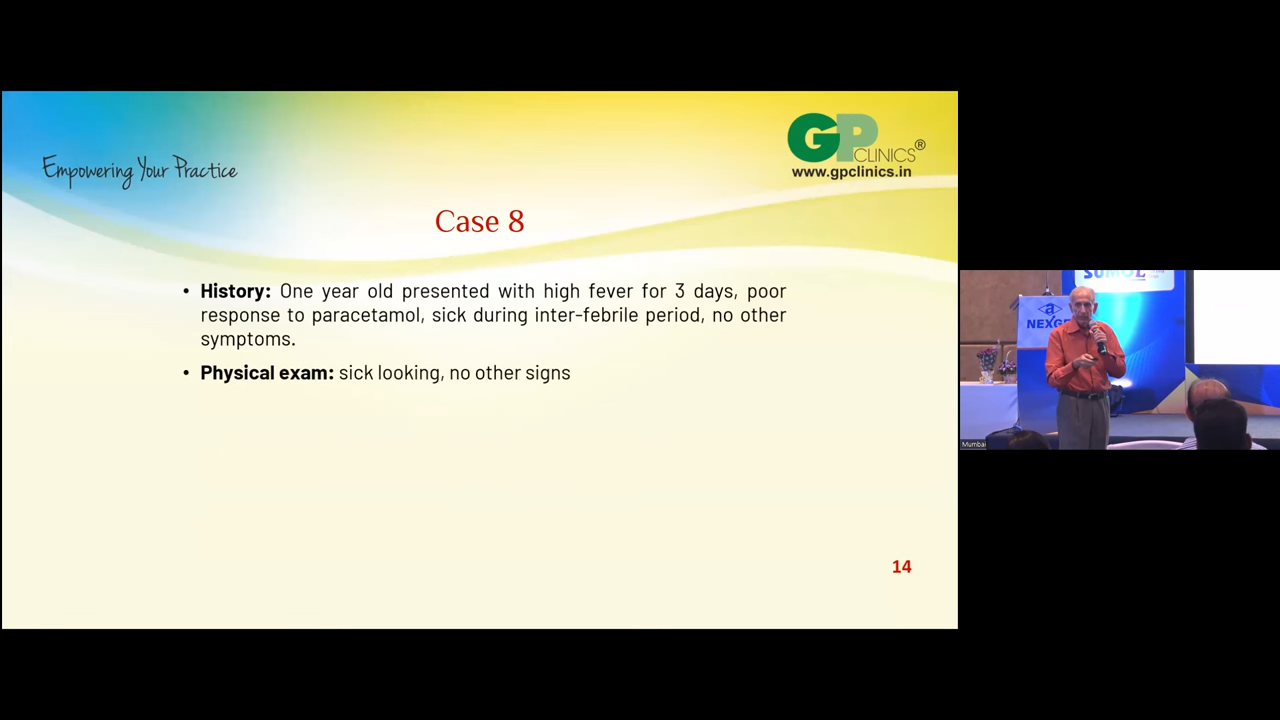 Empowering Your Practice
GP
CLINICS®
www.gpclinics.in
Case 8
• History: One year old presented with high fever for 3 days, poor
response to paracetamol, sick during inter-febrile period, no other
symptoms.
• Physical exam: sick looking, no other signs
14
SUMOL
a
NEXGE
Mumbai